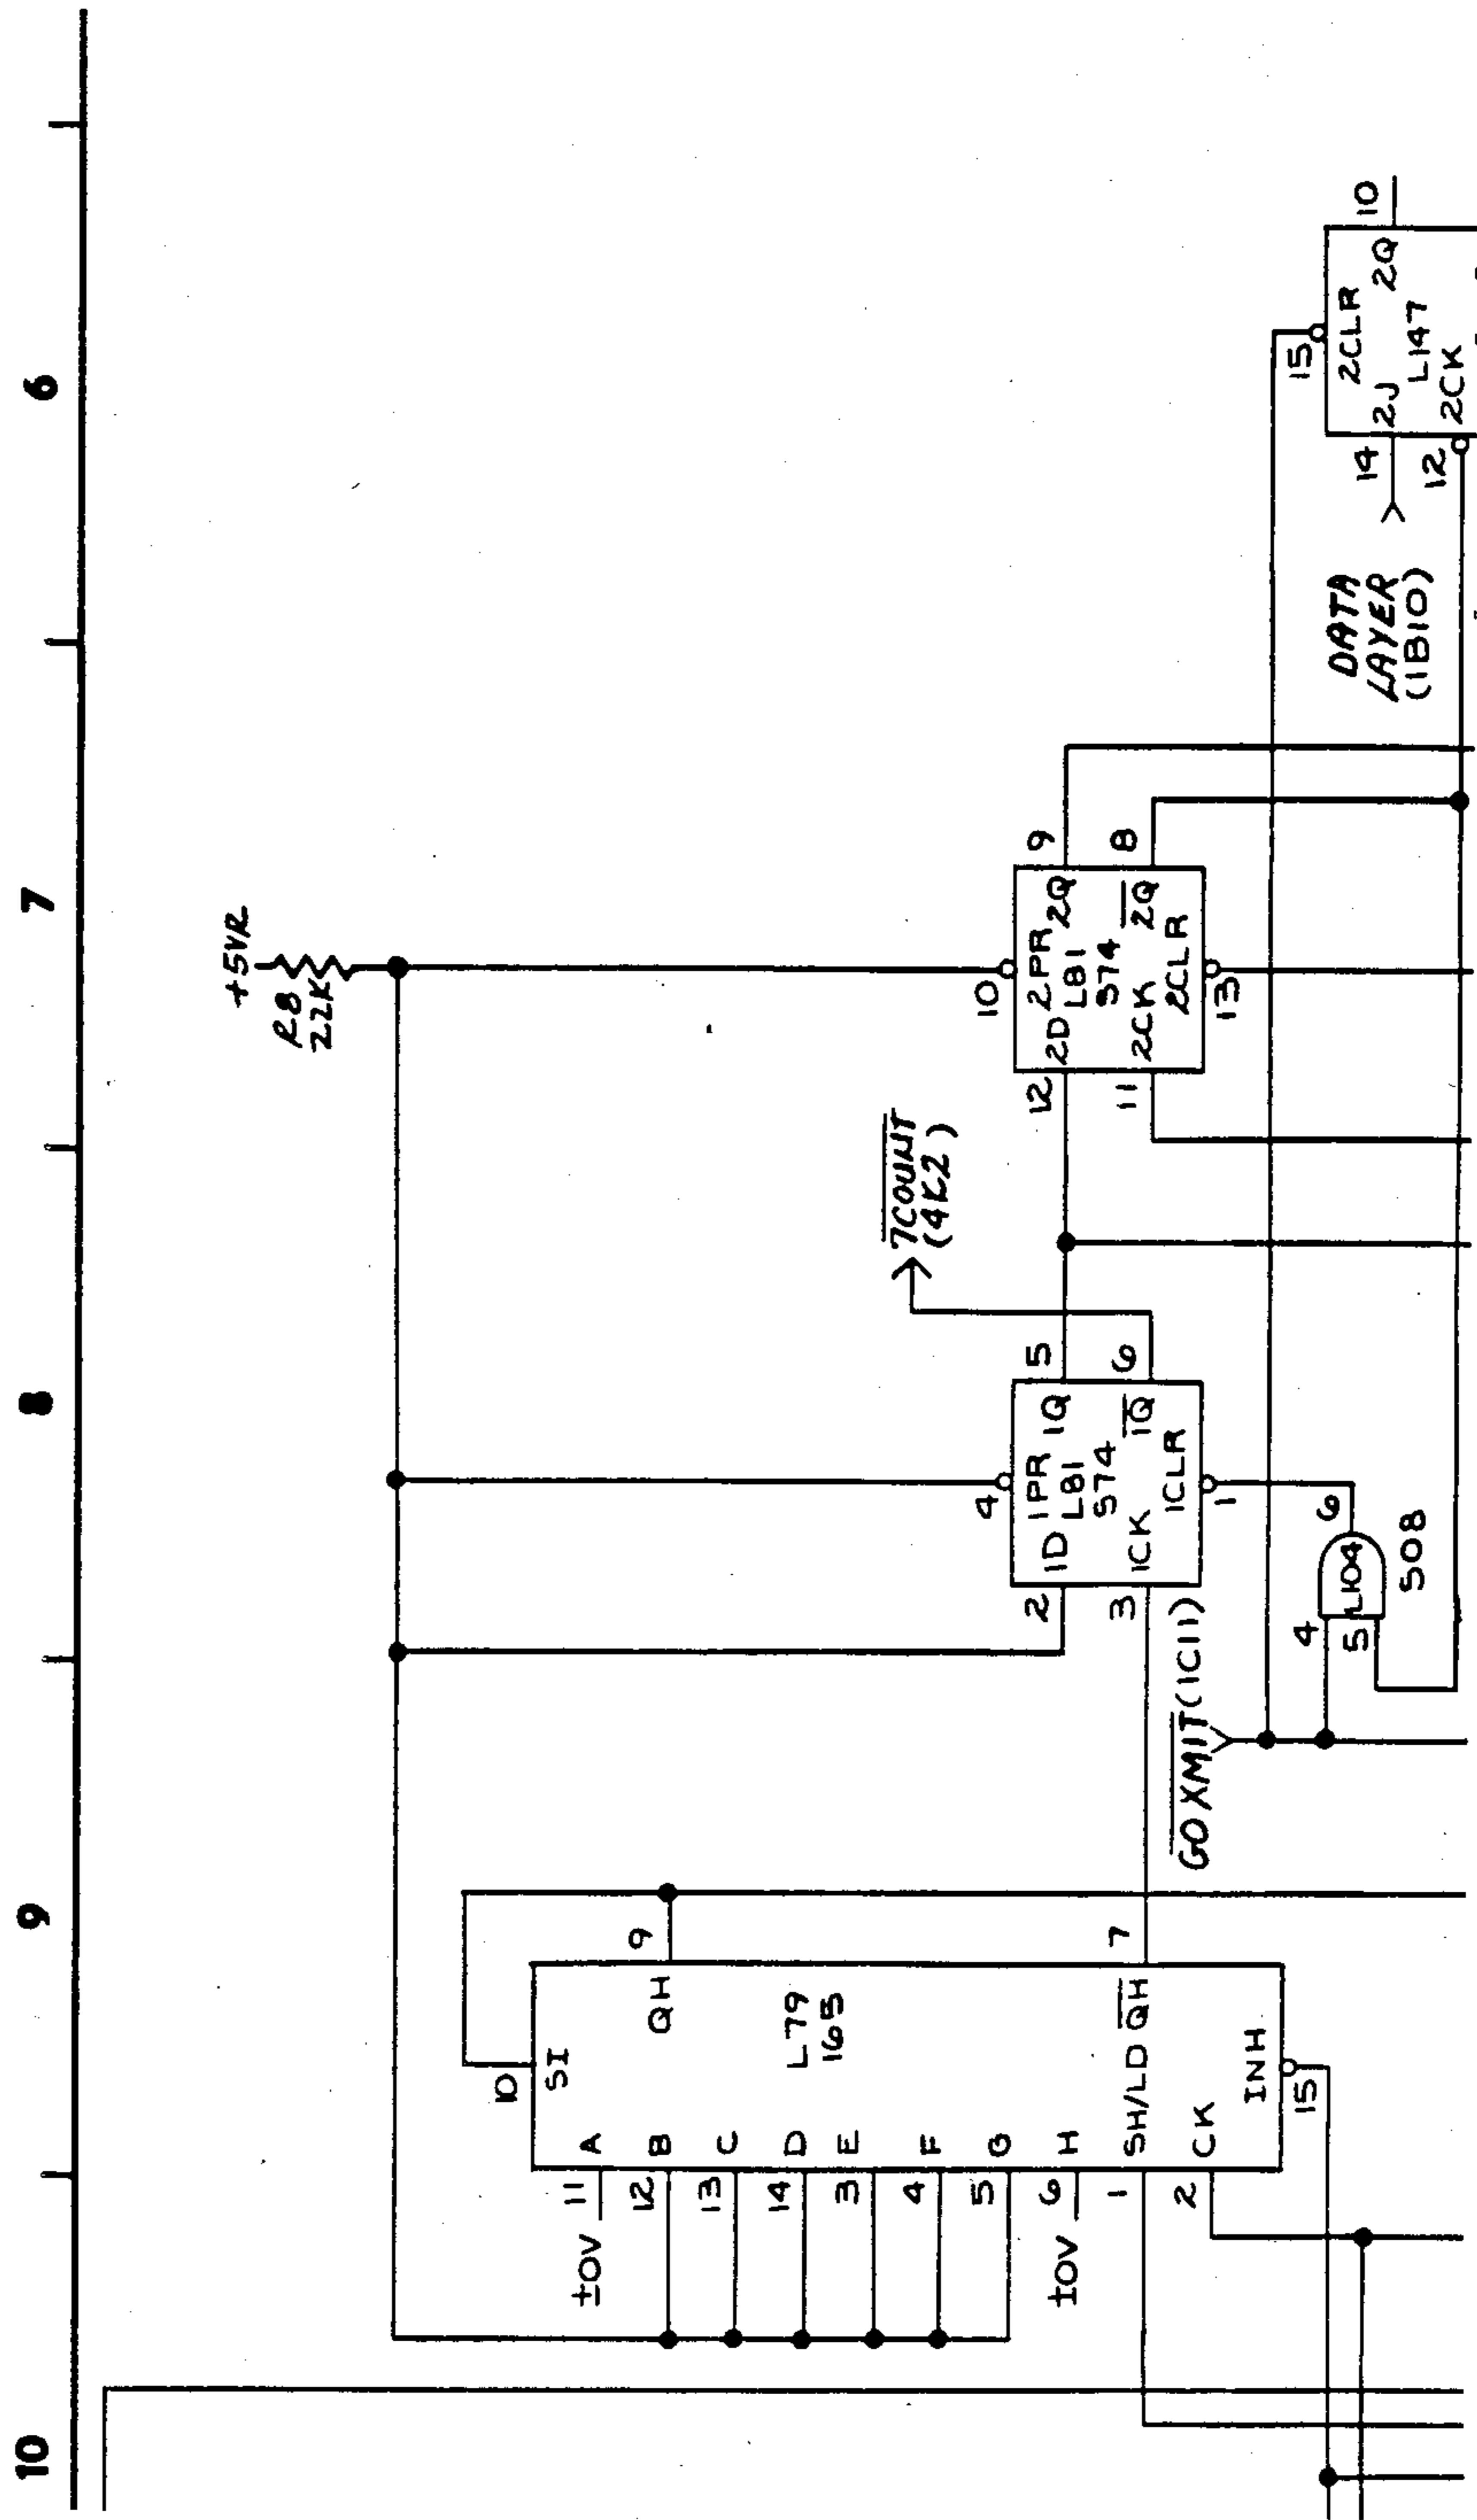 10 9 8 7 6
+5VR
R8
22K
10
SI
11 A
±0V
12 B
13 C
14 D
3 E
4 F
5 G
6 H
±0V
1 SH/LD
2 CK
INH
15
QH 9
L79
165
QH 7
GOXMIT (1C11)
4
1PR
L81
S74
2 1D
1Q 5
3 1CK
1Q 6
1CLR
1
4
5
L104
6
S08
7COUNT
(4K2)
10
2PR
L81
S74
12 2D
2Q 9
11 2CK
2Q 8
2CLR
13
DATA
LAYER
(1B10)
15
2CLR
14 2J
2Q 10
L147
12 2CK